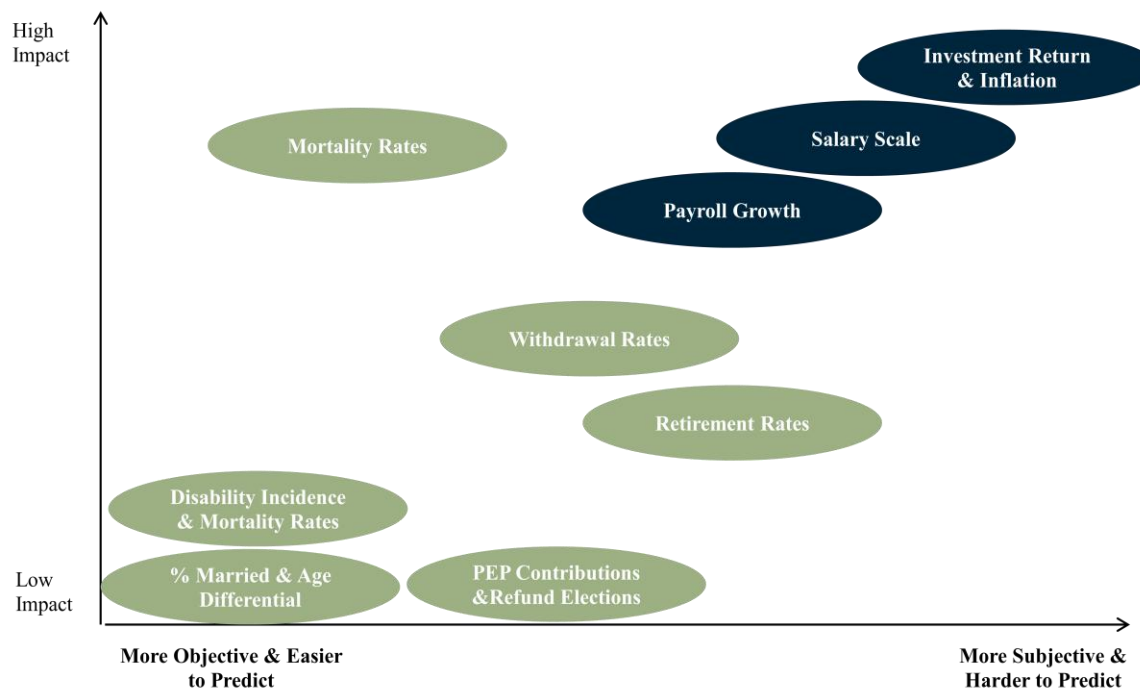 High
Impact
Investment Return
& Inflation
Mortality Rates
Salary Scale
Payroll Growth
Withdrawal Rates
Retirement Rates
Disability Incidence
& Mortality Rates
Low
Impact
% Married & Age
Differential
PEP Contributions
&Refund Elections
More Objective & Easier
to Predict
More Subjective &
Harder to Predict